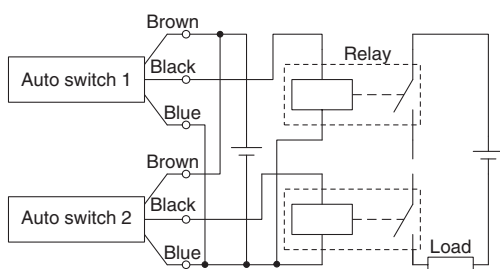 Brown
Auto switch 1
Black
Blue
Relay
Brown
Auto switch 2
Black
Blue
Load